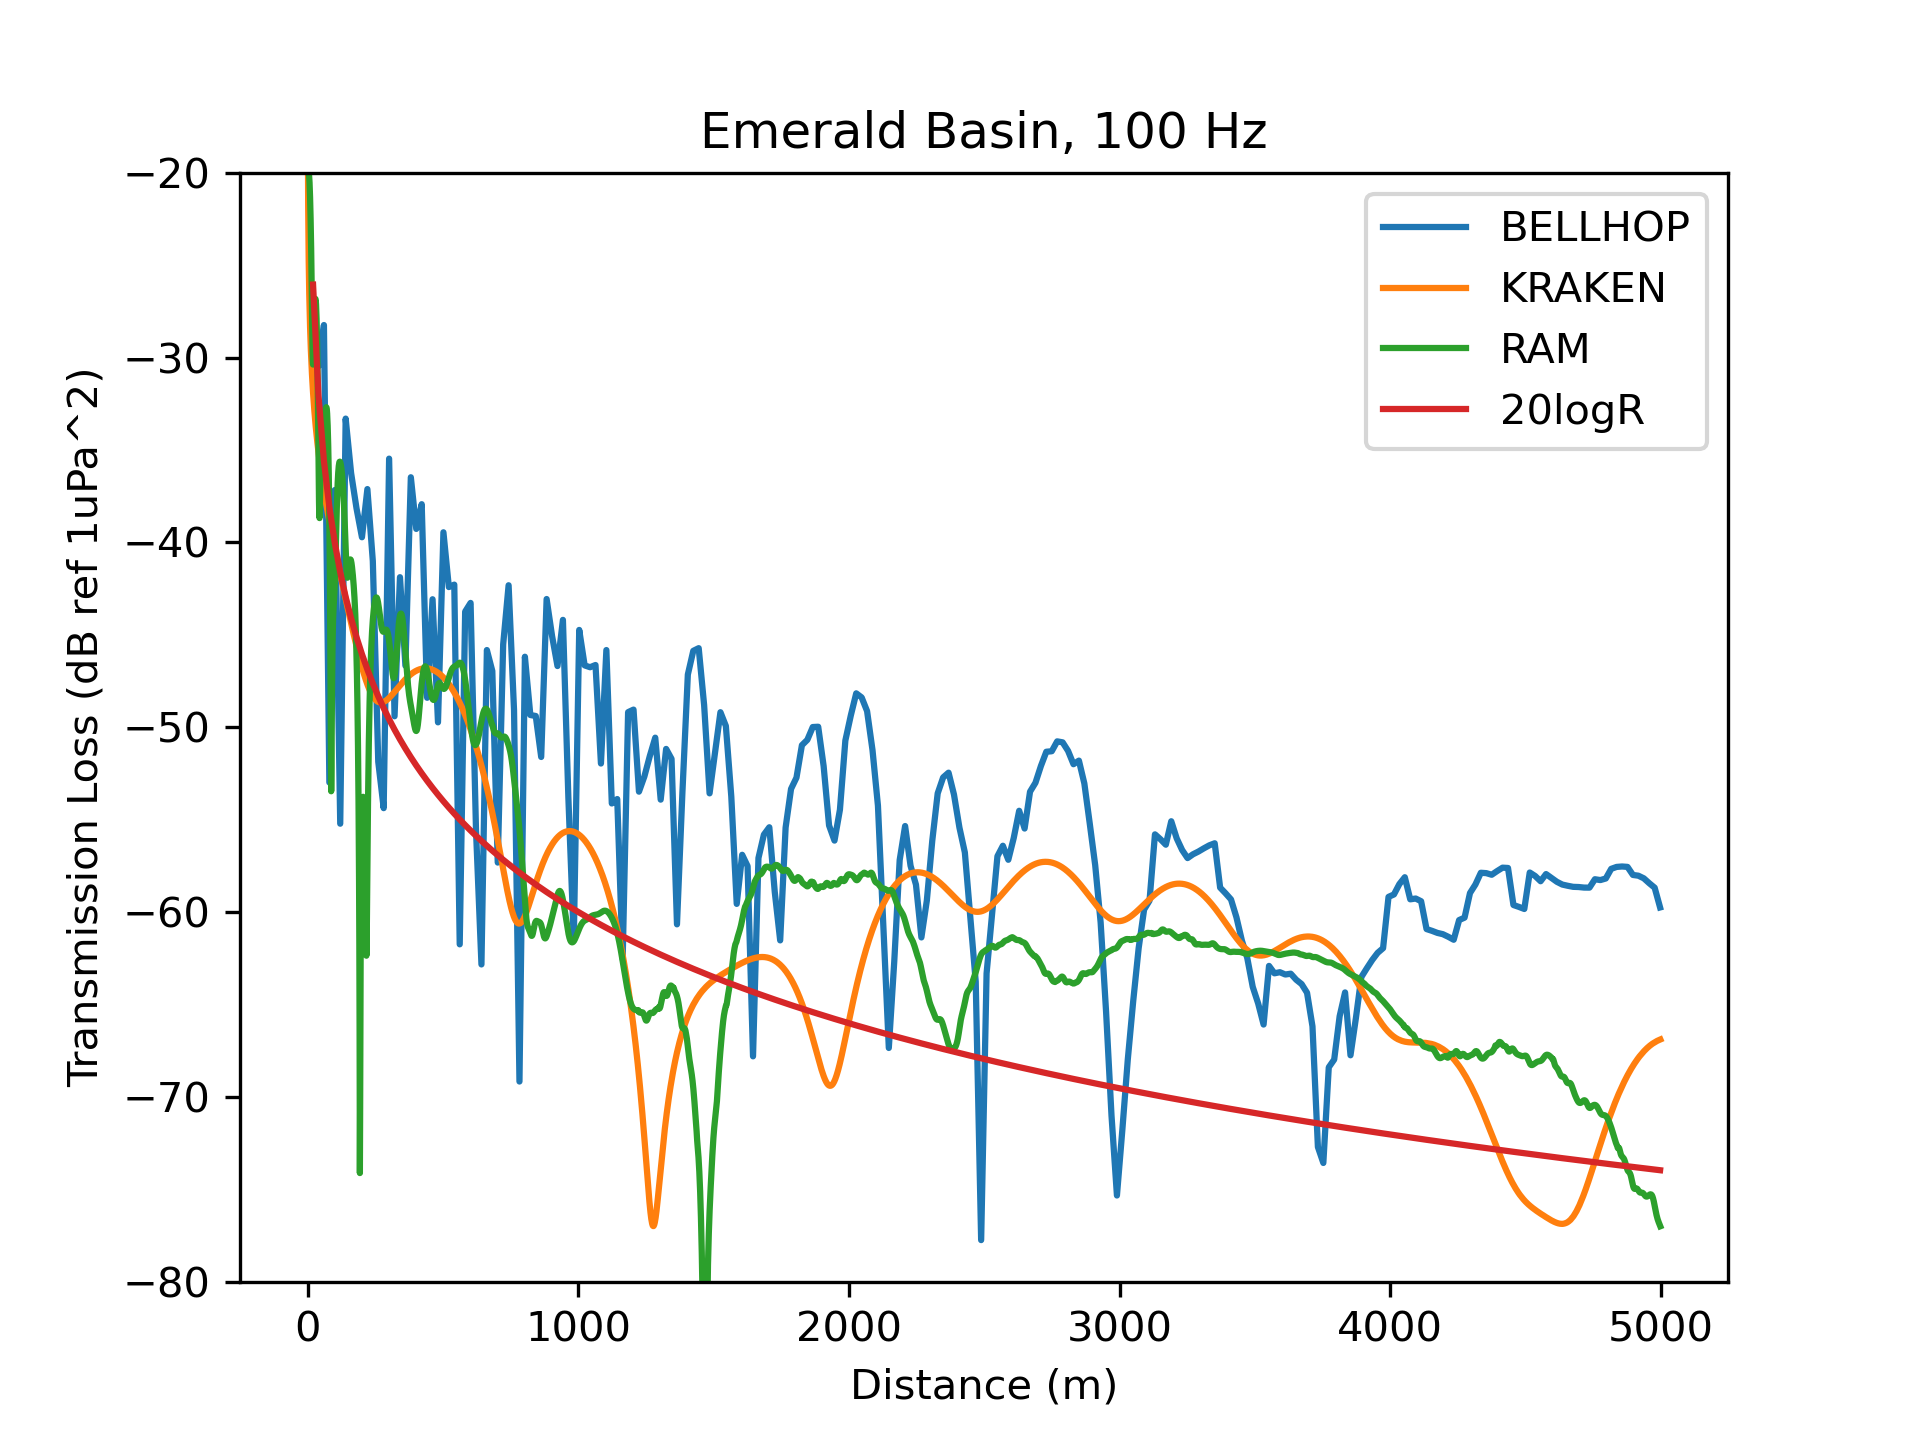 Emerald Basin, 100 Hz
BELLHOP
KRAKEN
RAM
20logR
Transmission Loss (dB ref 1uPa^2)
−20
−30
−40
−50
−60
−70
−80
0 1000 2000 3000 4000 5000
Distance (m)